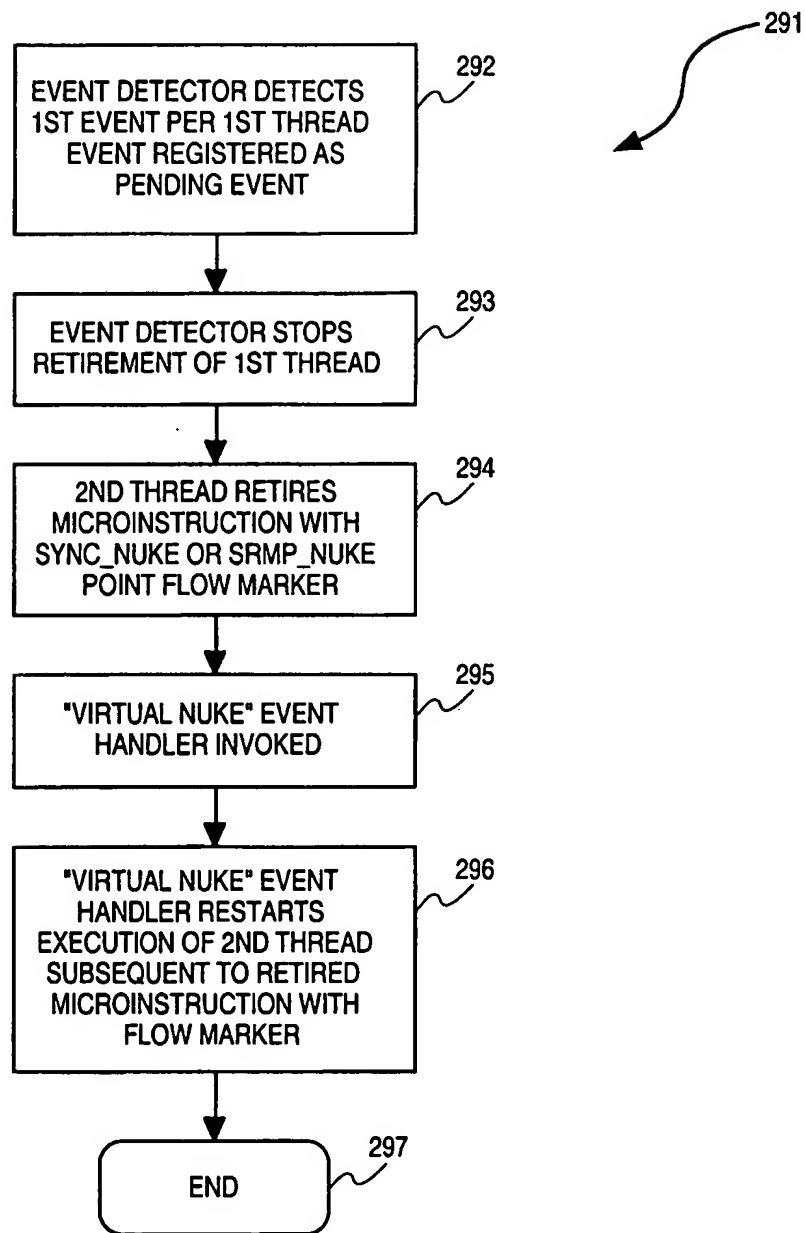 291
292
EVENT DETECTOR DETECTS
1ST EVENT PER 1ST THREAD
EVENT REGISTERED AS
PENDING EVENT
293
EVENT DETECTOR STOPS
RETIREMENT OF 1ST THREAD
294
2ND THREAD RETIRES
MICROINSTRUCTION WITH
SYNC_NUKE OR SRMP_NUKE
POINT FLOW MARKER
295
"VIRTUAL NUKE" EVENT
HANDLER INVOKED
296
"VIRTUAL NUKE" EVENT
HANDLER RESTARTS
EXECUTION OF 2ND THREAD
SUBSEQUENT TO RETIRED
MICROINSTRUCTION WITH
FLOW MARKER
297
END